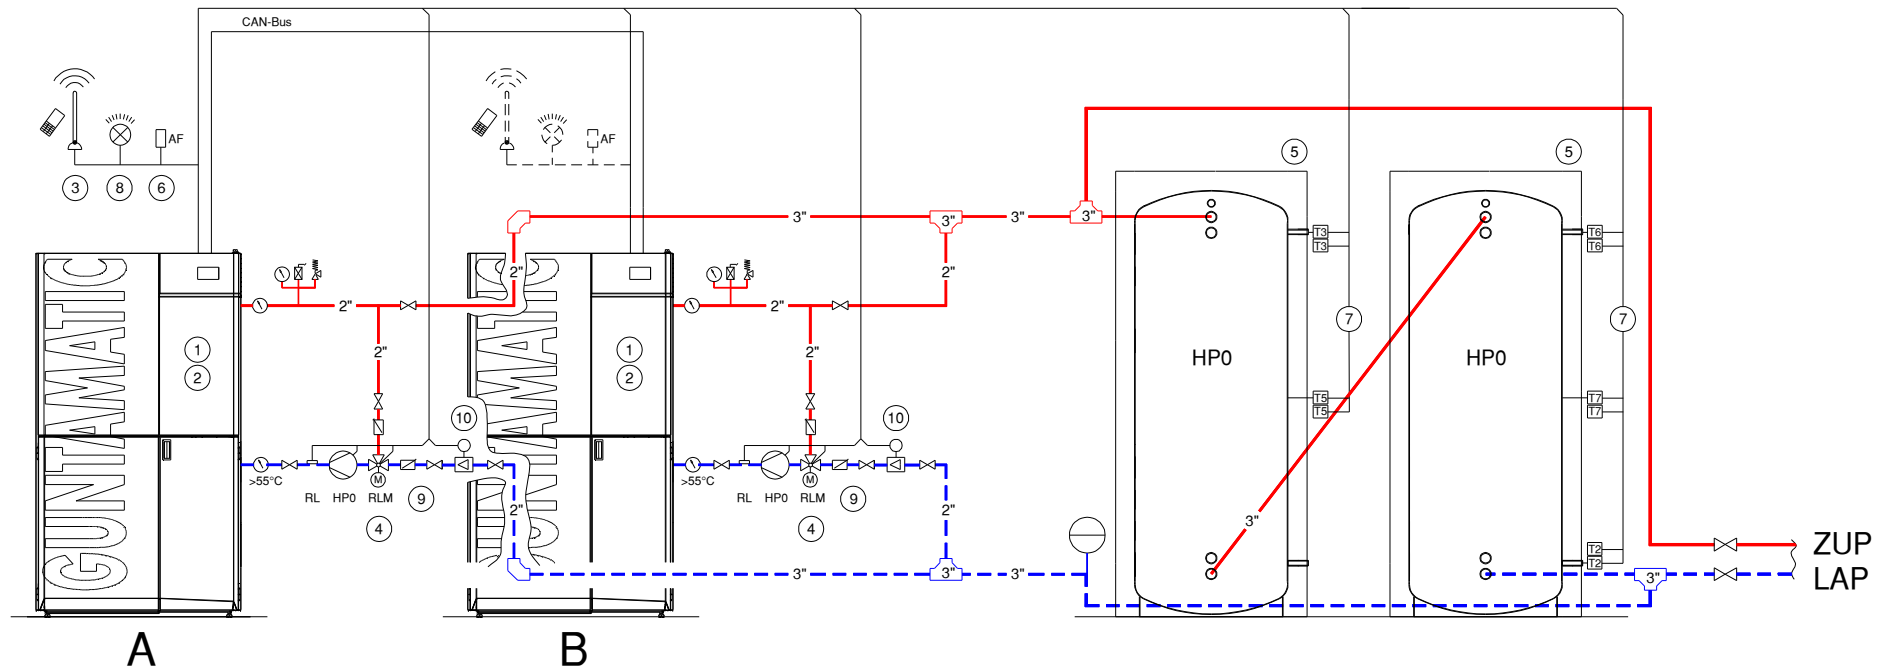 CAN-Bus
AF
AF
3
8
6
5
5
3"
3"
3"
3"
T3
T3
T6
T6
GUNTAMATIC
GUNTAMATIC
2"
2"
2"
2"
7
7
1
2
2"
1
2
2"
HP0
HP0
T5
T5
T7
T7
10
10
>55°C
RL
HP0
M
RLM
9
4
>55°C
RL
HP0
M
RLM
9
4
2"
2"
3"
ZUP
T2
T2
3"
3"
3"
3"
LAP
A
B